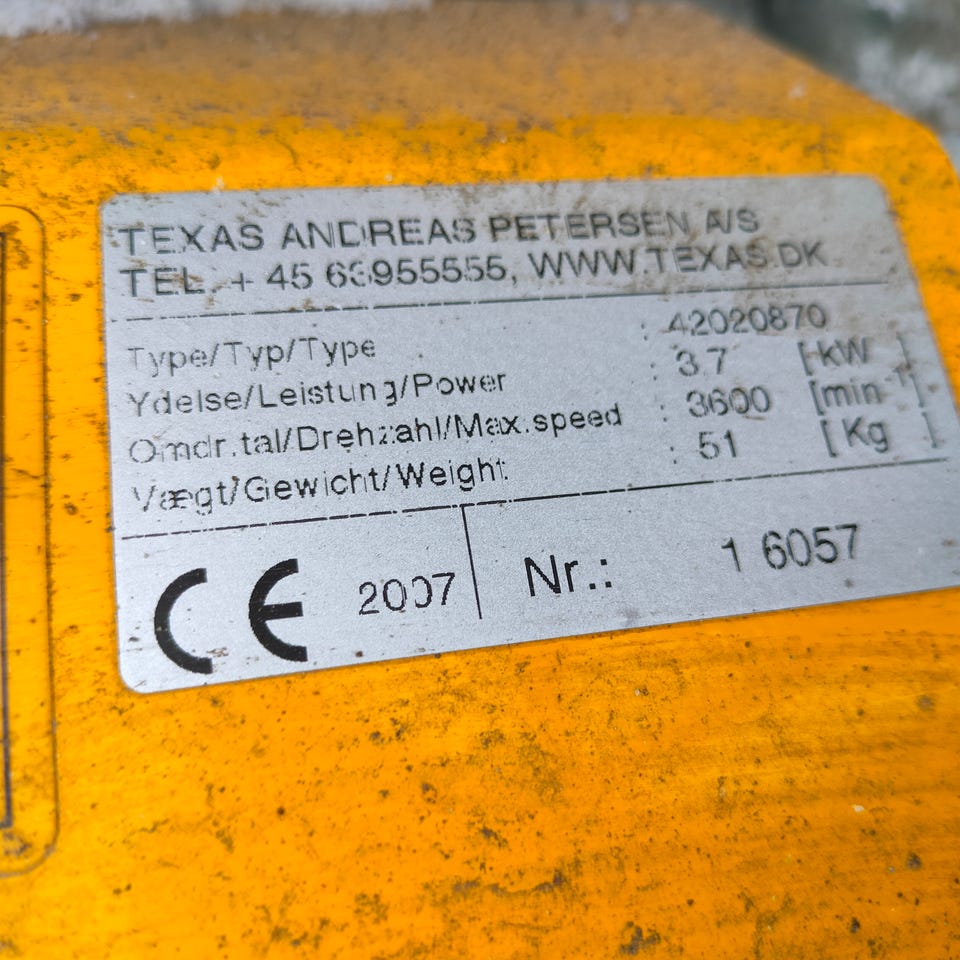 TEXAS ANDREAS PETERSEN A/S
TEL. + 45 63955555, WWW.TEXAS.DK
Type/Typ/Type : 42020870
Ydelse/Leistung/Power : 3.7 [kW]
Omdr.tal/Drehzahl/Max.speed : 3600 [min⁻¹]
Vægt/Gewicht/Weight : 51 [Kg]
CE 2007 Nr.: 1 6057